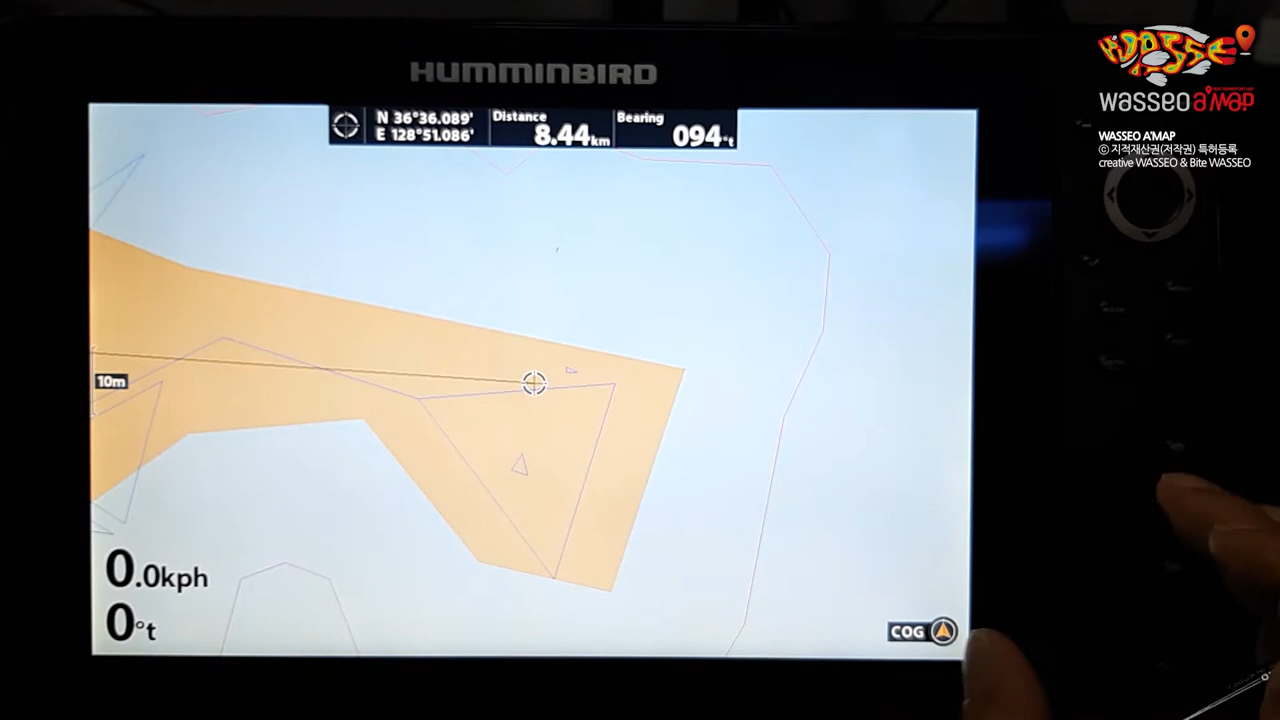 HUMMINBIRD
N 36°36.089'
E 128°51.086'
Distance
8.44km
Bearing
094°t
10m
0.0kph
0°t
COG
WASSEO
wasseo a'map
WASSEO A'MAP
© 지적재산권(저작권) 특허등록
creative WASSEO & Bite WASSEO